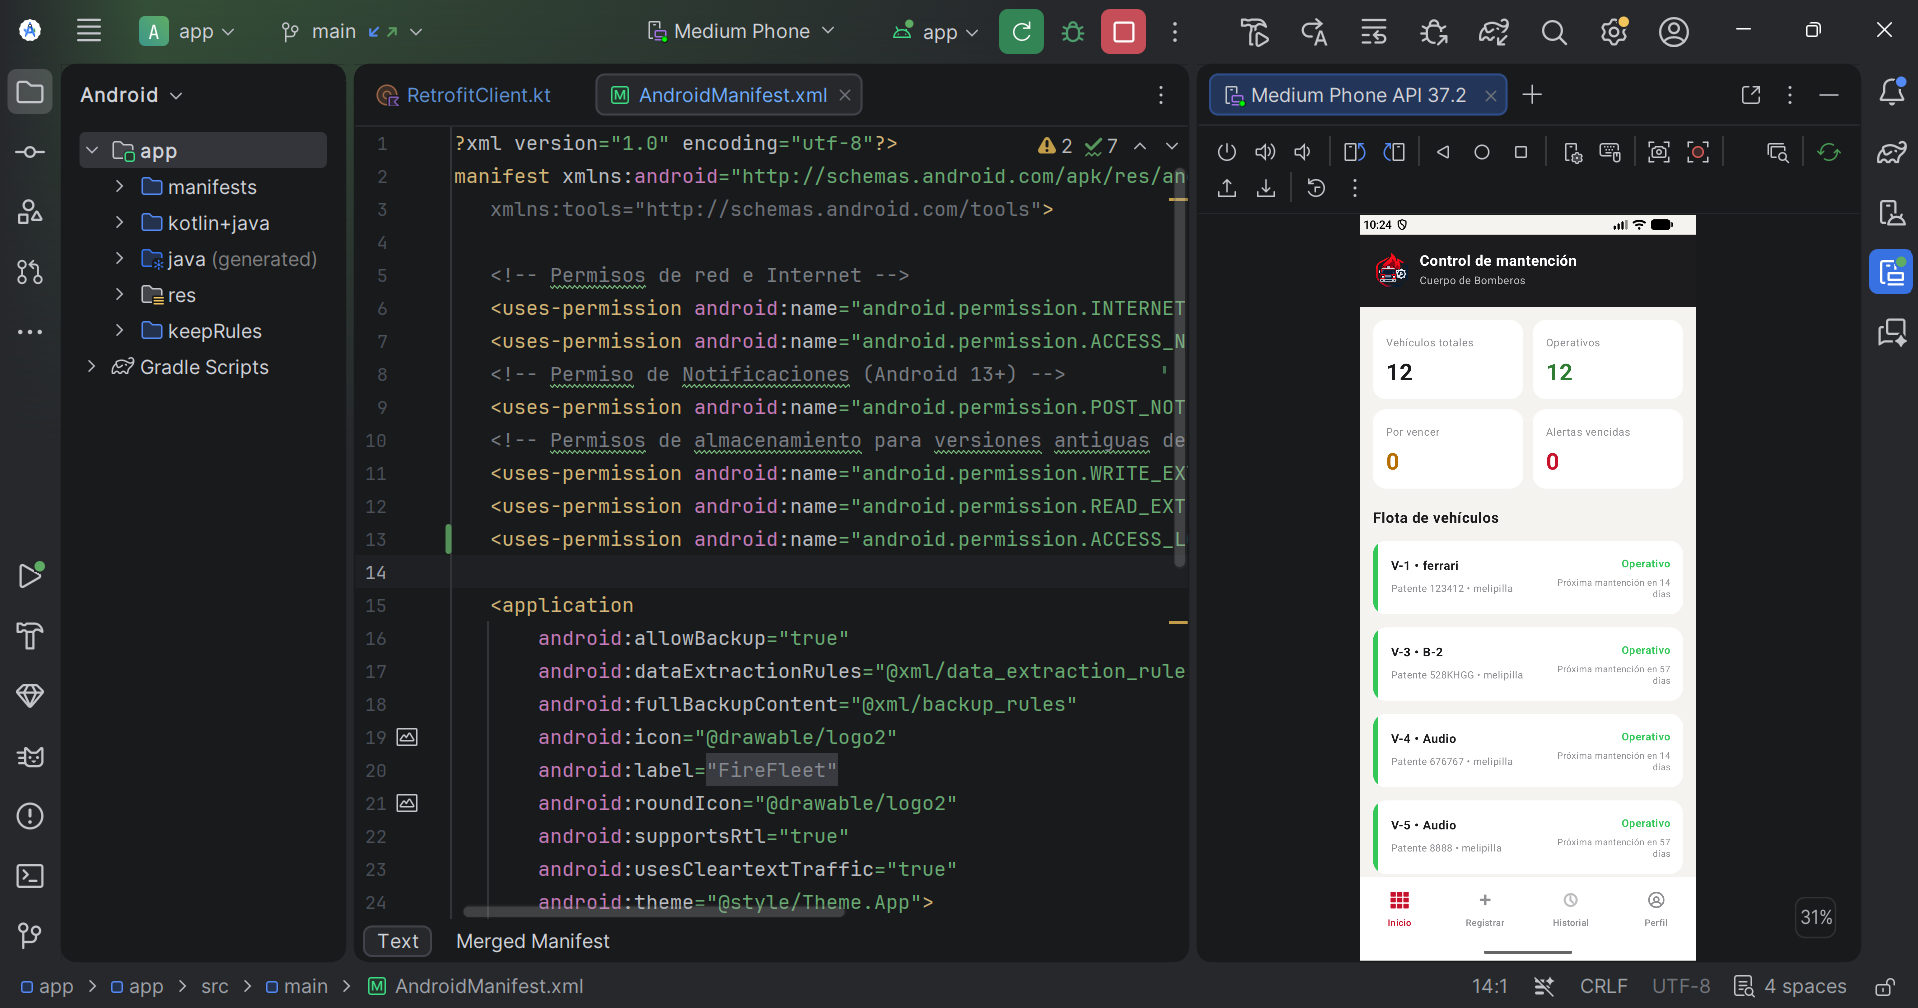 A app main Medium Phone app
Android
app
manifests
kotlin+java
java (generated)
res
keepRules
Gradle Scripts
RetrofitClient.kt
AndroidManifest.xml
2 7
1 ?xml version="1.0" encoding="utf-8"?>
2 manifest xmlns:android="http://schemas.android.com/apk/res/an
3 xmlns:tools="http://schemas.android.com/tools">
4
5 <!-- Permisos de red e Internet -->
6 <uses-permission android:name="android.permission.INTERNET
7 <uses-permission android:name="android.permission.ACCESS_N
8 <!-- Permiso de Notificaciones (Android 13+) --> '
9 <uses-permission android:name="android.permission.POST_NOT
10 <!-- Permisos de almacenamiento para versiones antiguas de
11 <uses-permission android:name="android.permission.WRITE_EX
12 <uses-permission android:name="android.permission.READ_EXT
13 <uses-permission android:name="android.permission.ACCESS_L
14
15 <application
16 android:allowBackup="true"
17 android:dataExtractionRules="@xml/data_extraction_rule
18 android:fullBackupContent="@xml/backup_rules"
19 android:icon="@drawable/logo2"
20 android:label="FireFleet"
21 android:roundIcon="@drawable/logo2"
22 android:supportsRtl="true"
23 android:usesCleartextTraffic="true"
24 android:theme="@style/Theme.App">
Text Merged Manifest
Medium Phone API 37.2
10:24
Control de mantención
Cuerpo de Bomberos
Vehículos totales
12
Operativos
12
Por vencer
0
Alertas vencidas
0
Flota de vehículos
V-1 • ferrari
Patente 123412 • melipilla
Operativo
Próxima mantención en 14
días
V-3 • B-2
Patente 528KHGG • melipilla
Operativo
Próxima mantención en 57
días
V-4 • Audio
Patente 676767 • melipilla
Operativo
Próxima mantención en 14
días
V-5 • Audio
Patente 8888 • melipilla
Operativo
Próxima mantención en 57
días
Inicio Registrar Historial Perfil
31%
app > app > src > main > AndroidManifest.xml
14:1 CRLF UTF-8 4 spaces